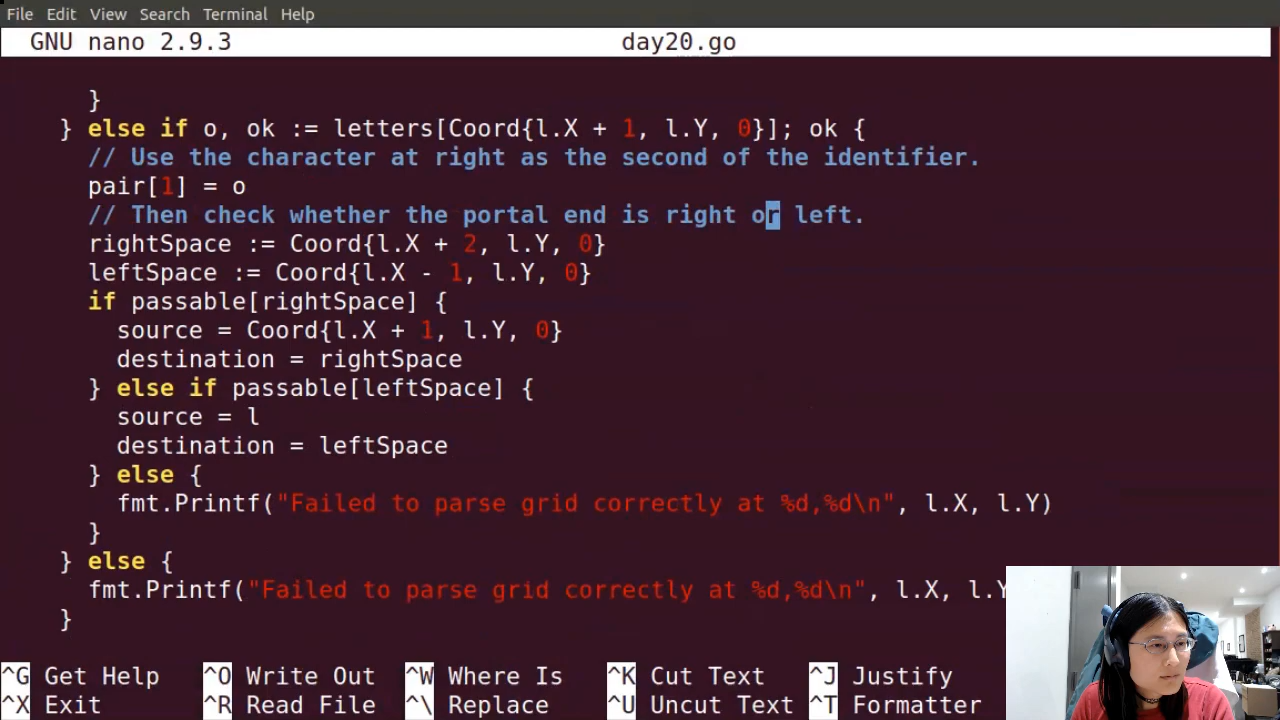 File Edit View Search Terminal Help
GNU nano 2.9.3 day20.go
}
} else if o, ok := letters[Coord{l.X + 1, l.Y, 0}]; ok {
// Use the character at right as the second of the identifier.
pair[1] = o
// Then check whether the portal end is right or left.
rightSpace := Coord{l.X + 2, l.Y, 0}
leftSpace := Coord{l.X - 1, l.Y, 0}
if passable[rightSpace] {
source = Coord{l.X + 1, l.Y, 0}
destination = rightSpace
} else if passable[leftSpace] {
source = l
destination = leftSpace
} else {
fmt.Printf("Failed to parse grid correctly at %d,%d\n", l.X, l.Y)
}
} else {
fmt.Printf("Failed to parse grid correctly at %d,%d\n", l.X, l.Y
}
^G Get Help ^O Write Out ^W Where Is ^K Cut Text ^J Justify
^X Exit ^R Read File ^\ Replace ^U Uncut Text ^T Formatter